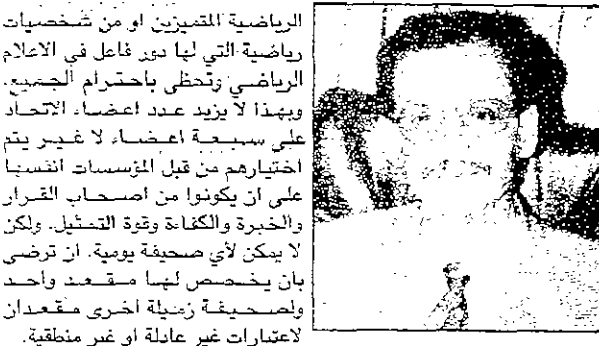 الرياضية المتميزين او من شخصيات
رياضية التي لها دور فاعل في الاعلام
الرياضي وتحظى باحترام الجميع.
وبهذا لا يزيد عدد اعضاء الاتحاد
على سبعة اعضاء لا غير يتم
اختيارهم من قبل المؤسسات انفسها
على ان يكونوا من اصحاب القرار
والخبرة والكفاءة وقوة التمثيل. ولكن
لا يمكن لأي صحيفة يومية. ان ترضى
بان يخصص لها مقعد واحد
ولصحيفة زميلة اخرى مقعدان
لاعتبارات غير عادلة او غير منطقية.